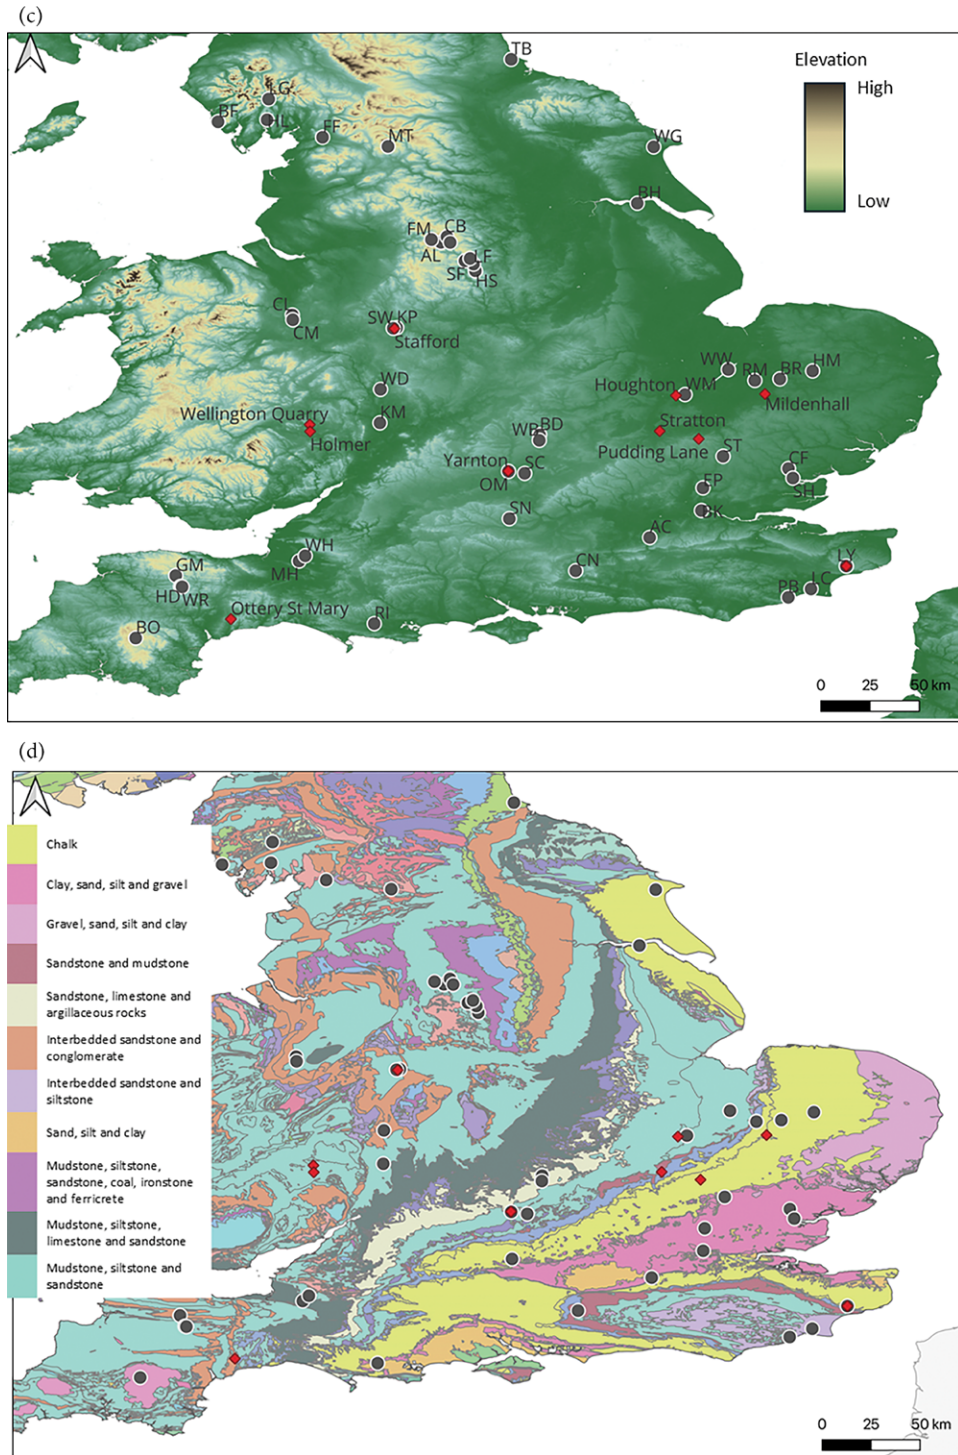 (c)
TB
Elevation
High
Low
LG
BF
HL
FF
MT
WG
BH
FM
CB
AL
LF
SF
HS
CL
CM
SW
KP
Stafford
WW
RM
BR
HM
WD
Houghton
WM
Mildenhall
KM
Wellington Quarry
Holmer
Stratton
WB
BD
Pudding Lane
ST
Yarnton
SC
OM
CF
SH
EP
SN
BK
AC
WH
MH
CN
LY
GM
HD
WR
LC
PB
Ottery St Mary
RI
BO
0 25 50 km
(d)
Chalk
Clay, sand, silt and gravel
Gravel, sand, silt and clay
Sandstone and mudstone
Sandstone, limestone and
argillaceous rocks
Interbedded sandstone and
conglomerate
Interbedded sandstone and
siltstone
Sand, silt and clay
Mudstone, siltstone,
sandstone, coal, ironstone
and ferricrete
Mudstone, siltstone,
limestone and sandstone
Mudstone, siltstone and
sandstone
0 25 50 km